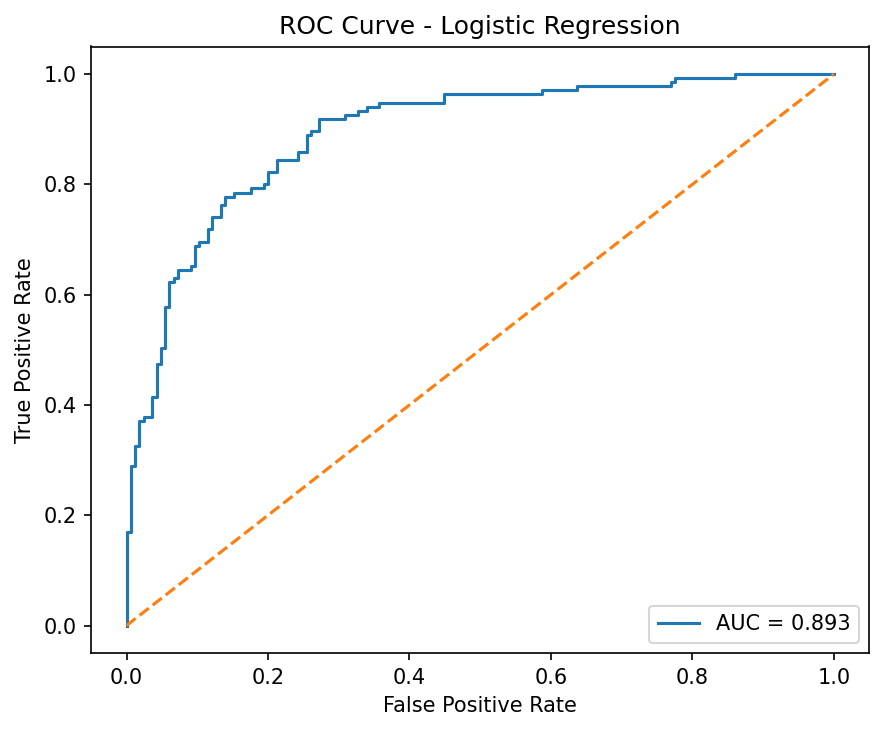 ROC Curve - Logistic Regression
True Positive Rate
1.0
0.8
0.6
0.4
0.2
0.0
AUC = 0.893
0.0 0.2 0.4 0.6 0.8 1.0
False Positive Rate